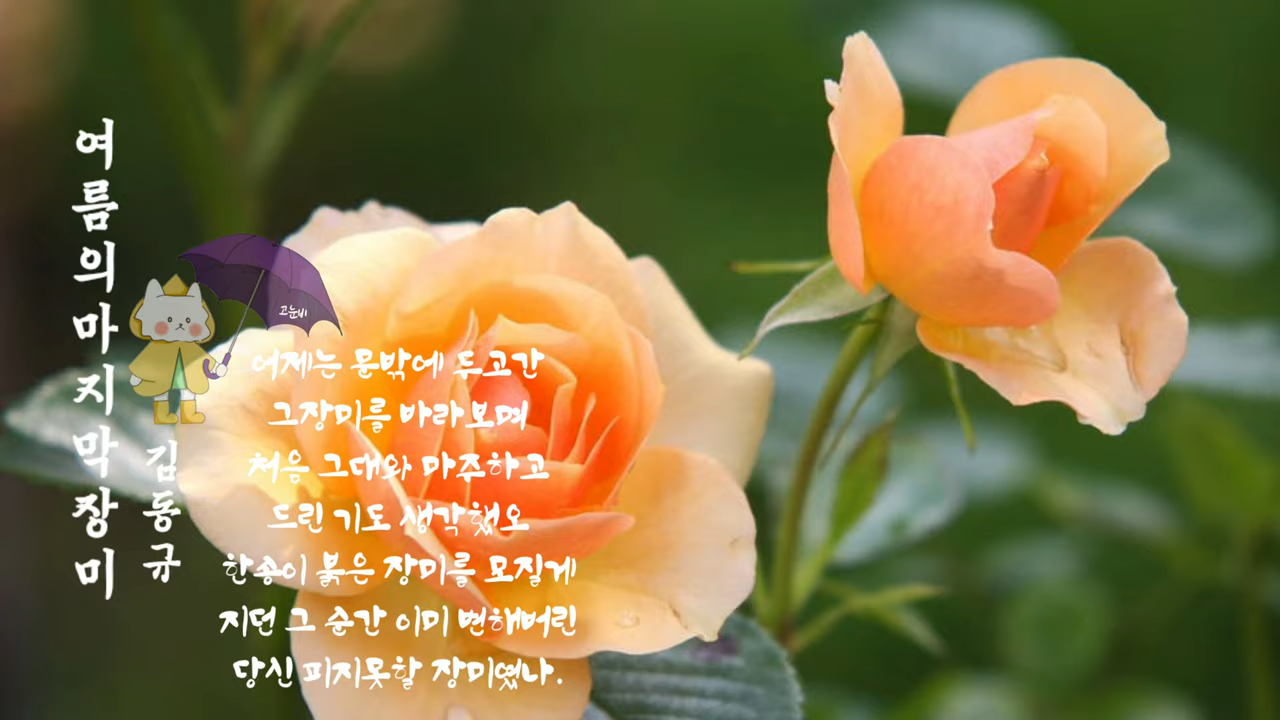 여름의마지막장미
김동규
고눈비
어제는 문밖에 두고간
그장미를 바라보며
처음 그대와 마주하고
드린 기도 생각했오
한송이 붉은 장미를 모질게
지던 그 순간 이미 변해버린
당신 피지못할 장미였나.